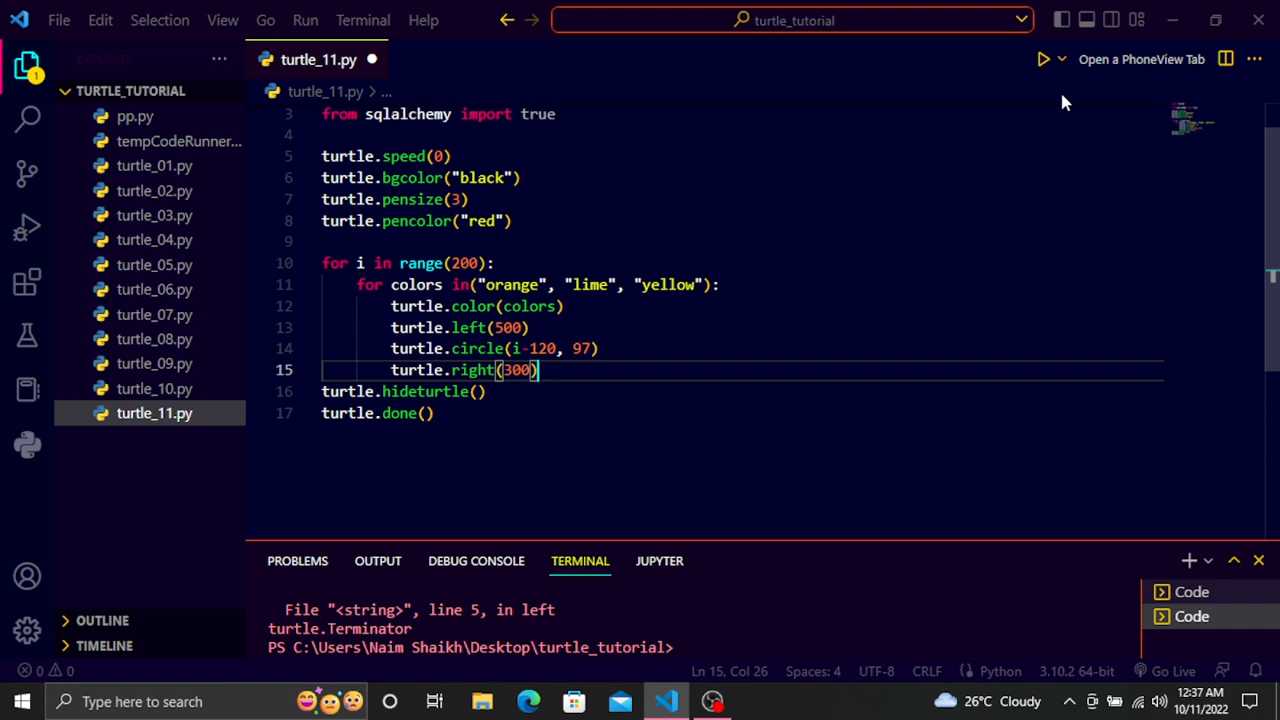 File Edit Selection View Go Run Terminal Help turtle_tutorial
EXPLORER ... turtle_11.py Open a PhoneView Tab ...
TURTLE_TUTORIAL
turtle_11.py > ...
pp.py
tempCodeRunner...
turtle_01.py
turtle_02.py
turtle_03.py
turtle_04.py
turtle_05.py
turtle_06.py
turtle_07.py
turtle_08.py
turtle_09.py
turtle_10.py
turtle_11.py
OUTLINE
TIMELINE
1
3 from sqlalchemy import true
4
5 turtle.speed(0)
6 turtle.bgcolor("black")
7 turtle.pensize(3)
8 turtle.pencolor("red")
9
10 for i in range(200):
11 for colors in("orange", "lime", "yellow"):
12 turtle.color(colors)
13 turtle.left(500)
14 turtle.circle(i-120, 97)
15 turtle.right(300)
16 turtle.hideturtle()
17 turtle.done()
PROBLEMS OUTPUT DEBUG CONSOLE TERMINAL JUPYTER
File "<string>", line 5, in left
turtle.Terminator
PS C:\Users\Naim Shaikh\Desktop\turtle_tutorial>
Code
Code
0 0 Ln 15, Col 26 Spaces: 4 UTF-8 CRLF Python 3.10.2 64-bit Go Live
Type here to search 26°C Cloudy 12:37 AM
10/11/2022